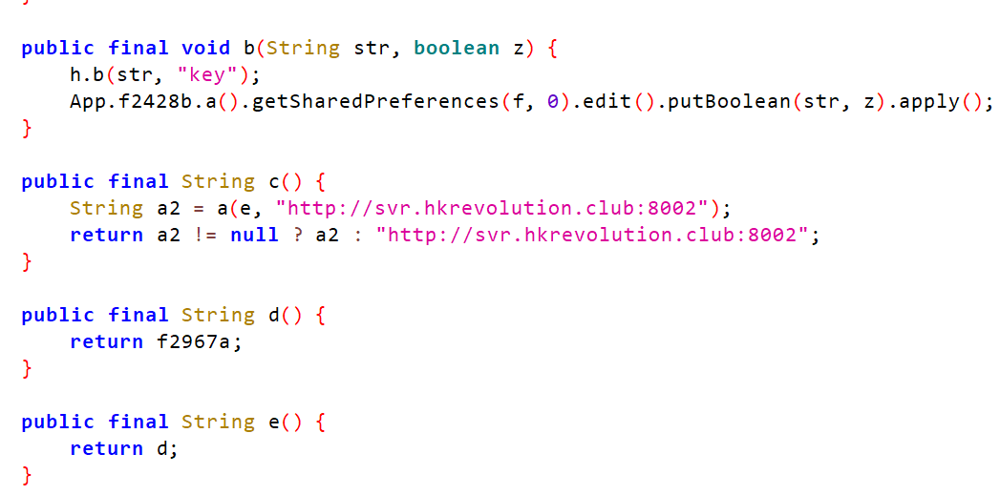 }
public final void b(String str, boolean z) {
    h.b(str, "key");
    App.f2428b.a().getSharedPreferences(f, 0).edit().putBoolean(str, z).apply();
}
public final String c() {
    String a2 = a(e, "http://svr.hkrevolution.club:8002");
    return a2 != null ? a2 : "http://svr.hkrevolution.club:8002";
}
public final String d() {
    return f2967a;
}
public final String e() {
    return d;
}